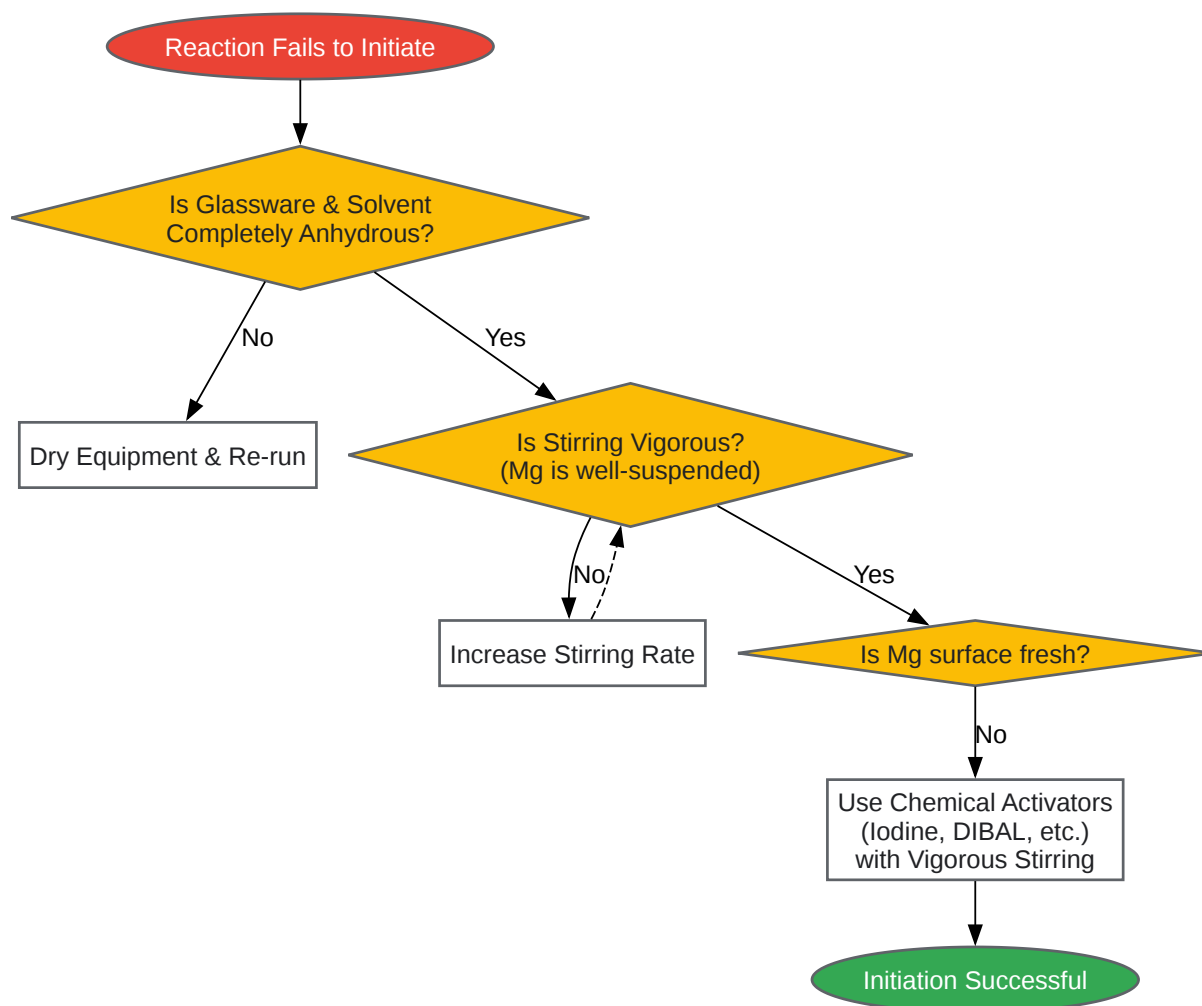 Reaction Fails to Initiate
Is Glassware & Solvent
Completely Anhydrous?
No
Yes
Dry Equipment & Re-run
Is Stirring Vigorous?
(Mg is well-suspended)
No
Yes
Increase Stirring Rate
Is Mg surface fresh?
No
Use Chemical Activators
(Iodine, DIBAL, etc.)
with Vigorous Stirring
Initiation Successful